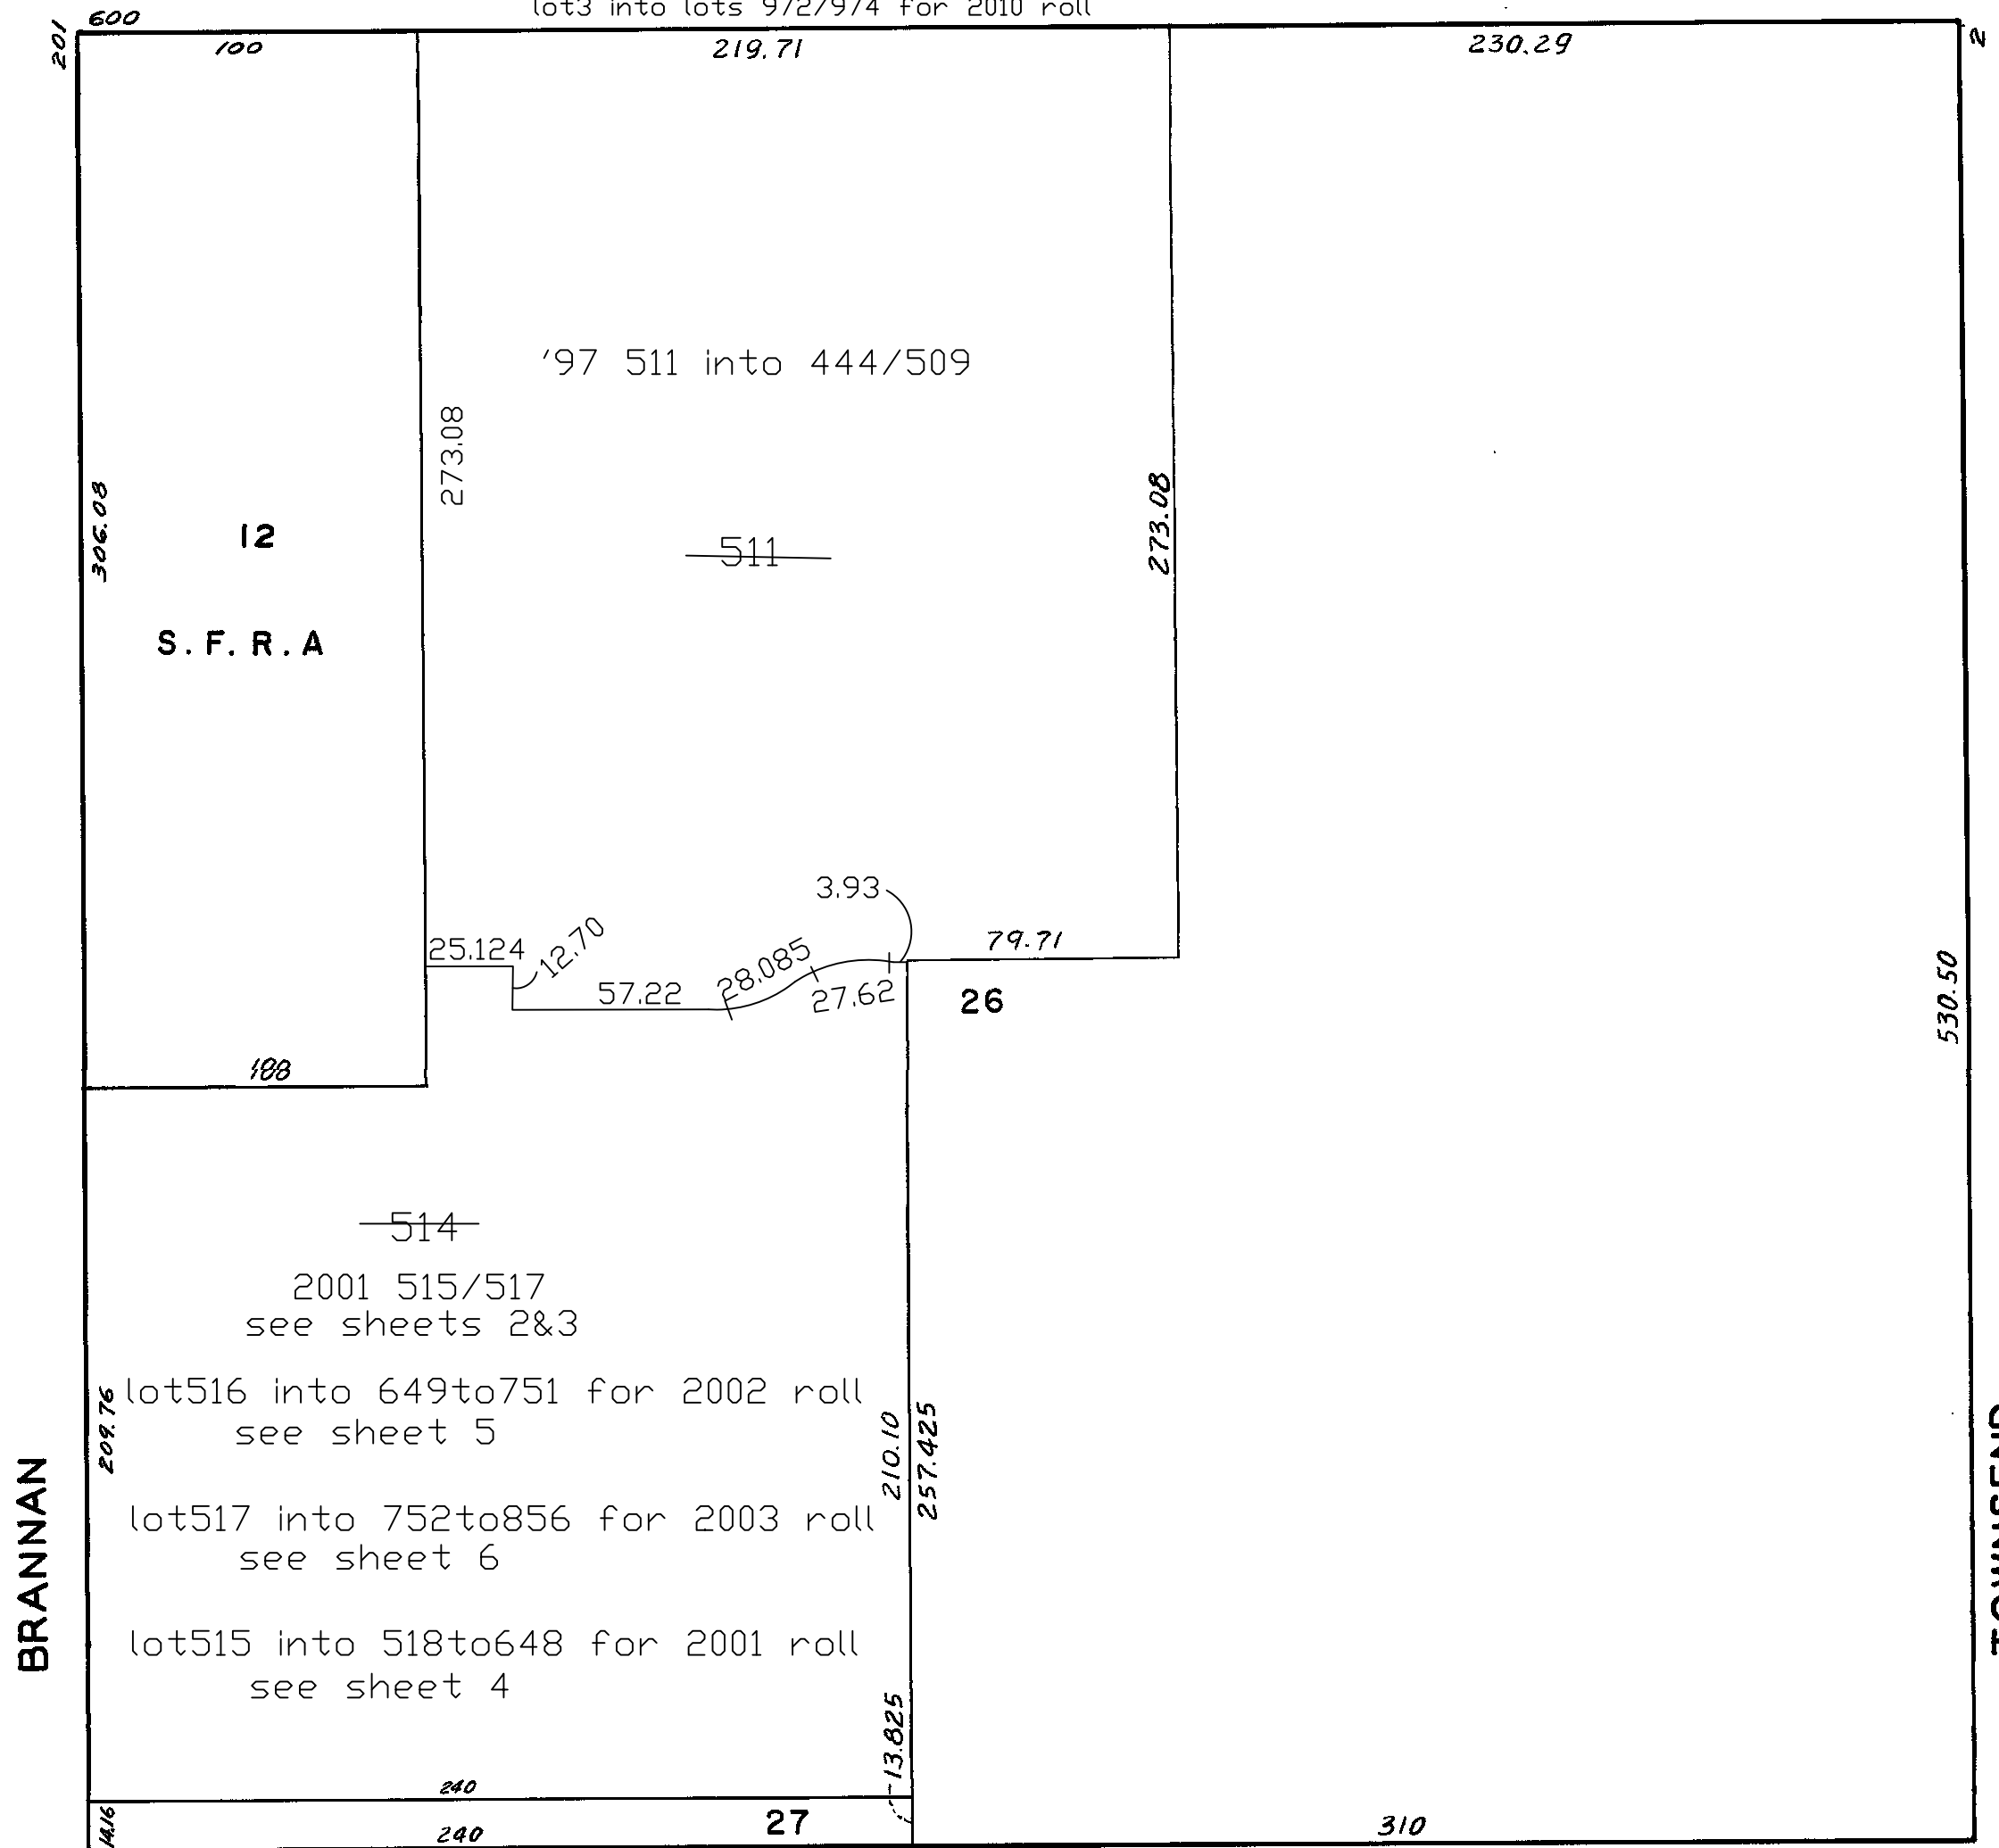 lot3 into lots 972/974 for 2010 roll
201
600
100
219.71
230.29
2
'97 511 into 444/509
273.08
306.08
12
273.08
511
S.F.R.A
3.93
25.124
12.70
28.085
79.71
57.22
27.62
26
530.50
514
2001 515/517
see sheets 2&3
209.76
lot516 into 649to751 for 2002 roll
see sheet 5
210.10
257.425
BRANNAN
lot517 into 752to856 for 2003 roll
see sheet 6
TOWNSEND
lot515 into 518to648 for 2001 roll
see sheet 4
13.825
240
14.16
27
240
310